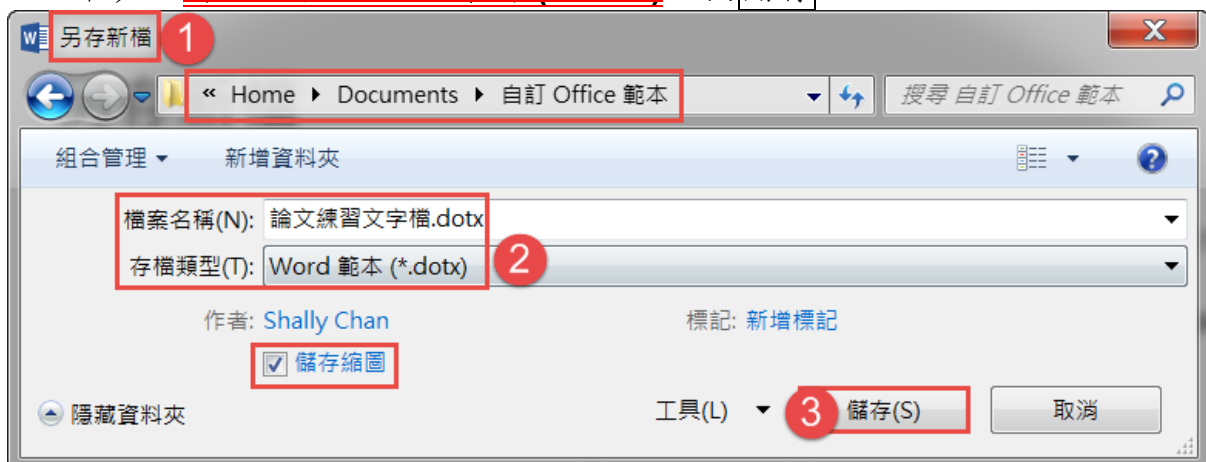 另存新檔 1
« Home ▶ Documents ▶ 自訂 Office 範本 搜尋 自訂 Office 範本
組合管理 ▼ 新增資料夾
檔案名稱(N): 論文練習文字檔.dotx
存檔類型(T): Word 範本 (*.dotx) 2
作者: Shally Chan 標記: 新增標記
儲存縮圖
隱藏資料夾 工具(L) ▼ 3 儲存(S) 取消